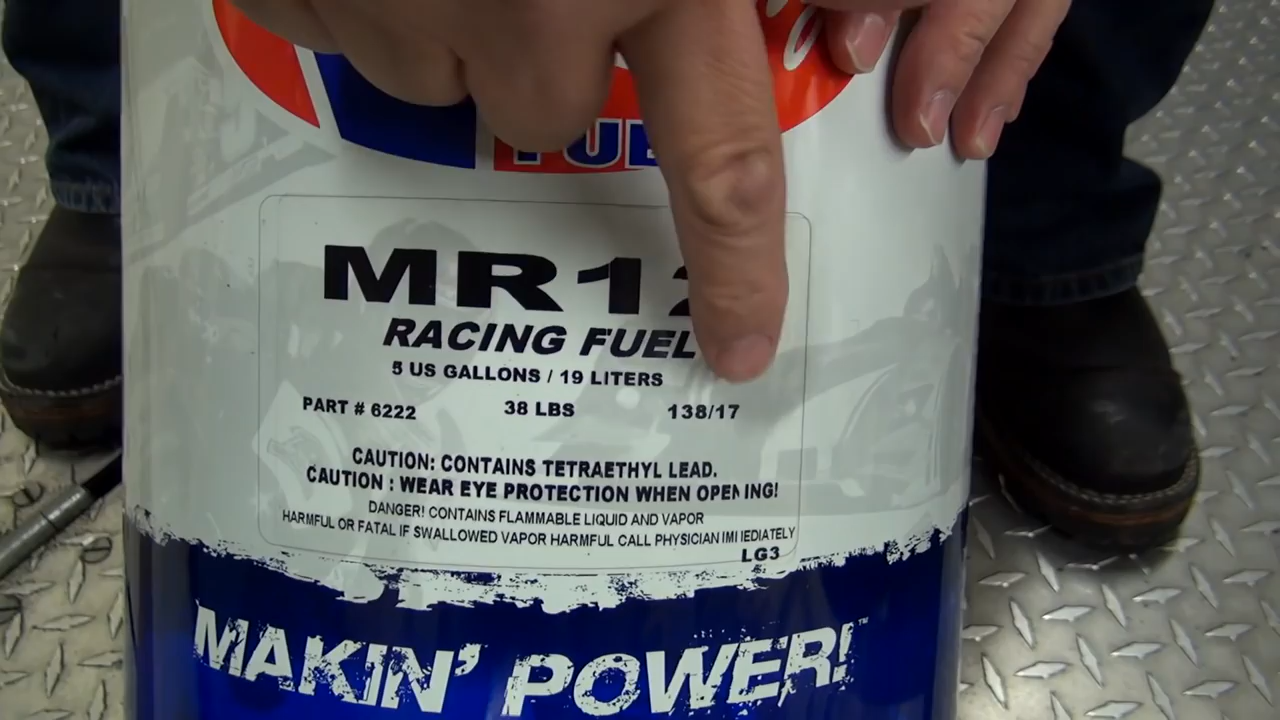 FUEL
MR12
RACING FUEL
5 US GALLONS / 19 LITERS
PART # 6222 38 LBS 138/17
CAUTION: CONTAINS TETRAETHYL LEAD.
CAUTION : WEAR EYE PROTECTION WHEN OPENING!
DANGER! CONTAINS FLAMMABLE LIQUID AND VAPOR
HARMFUL OR FATAL IF SWALLOWED VAPOR HARMFUL CALL PHYSICIAN IMMEDIATELY
LG3
MAKIN' POWER!